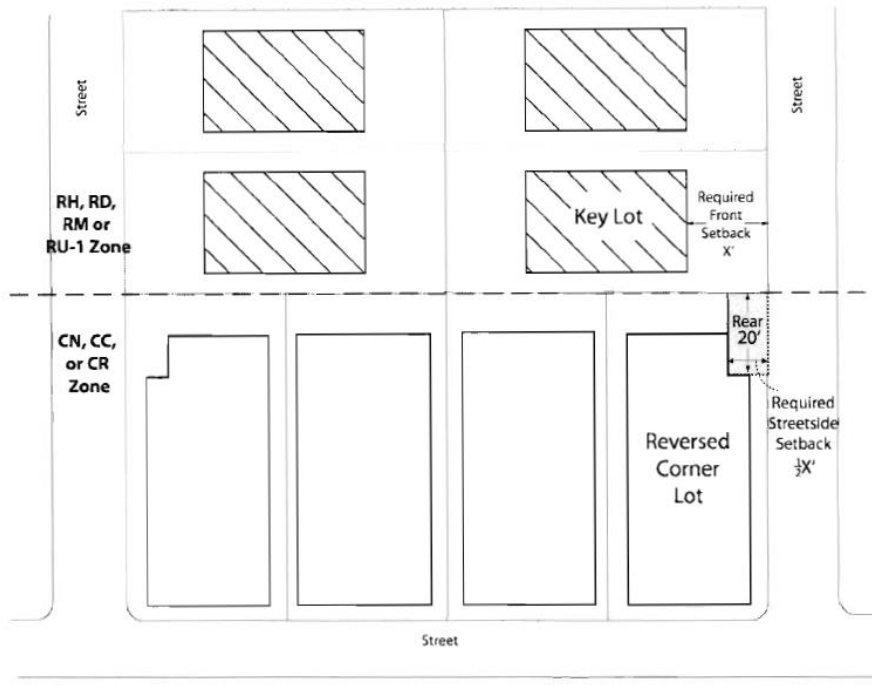 Street
Street
RH, RD,
RM or
RU-1 Zone
Key Lot
Required
Front
Setback
X'
CN, CC,
or CR
Zone
Rear
20'
Required
Streetside
Setback
½X'
Reversed
Corner
Lot
Street